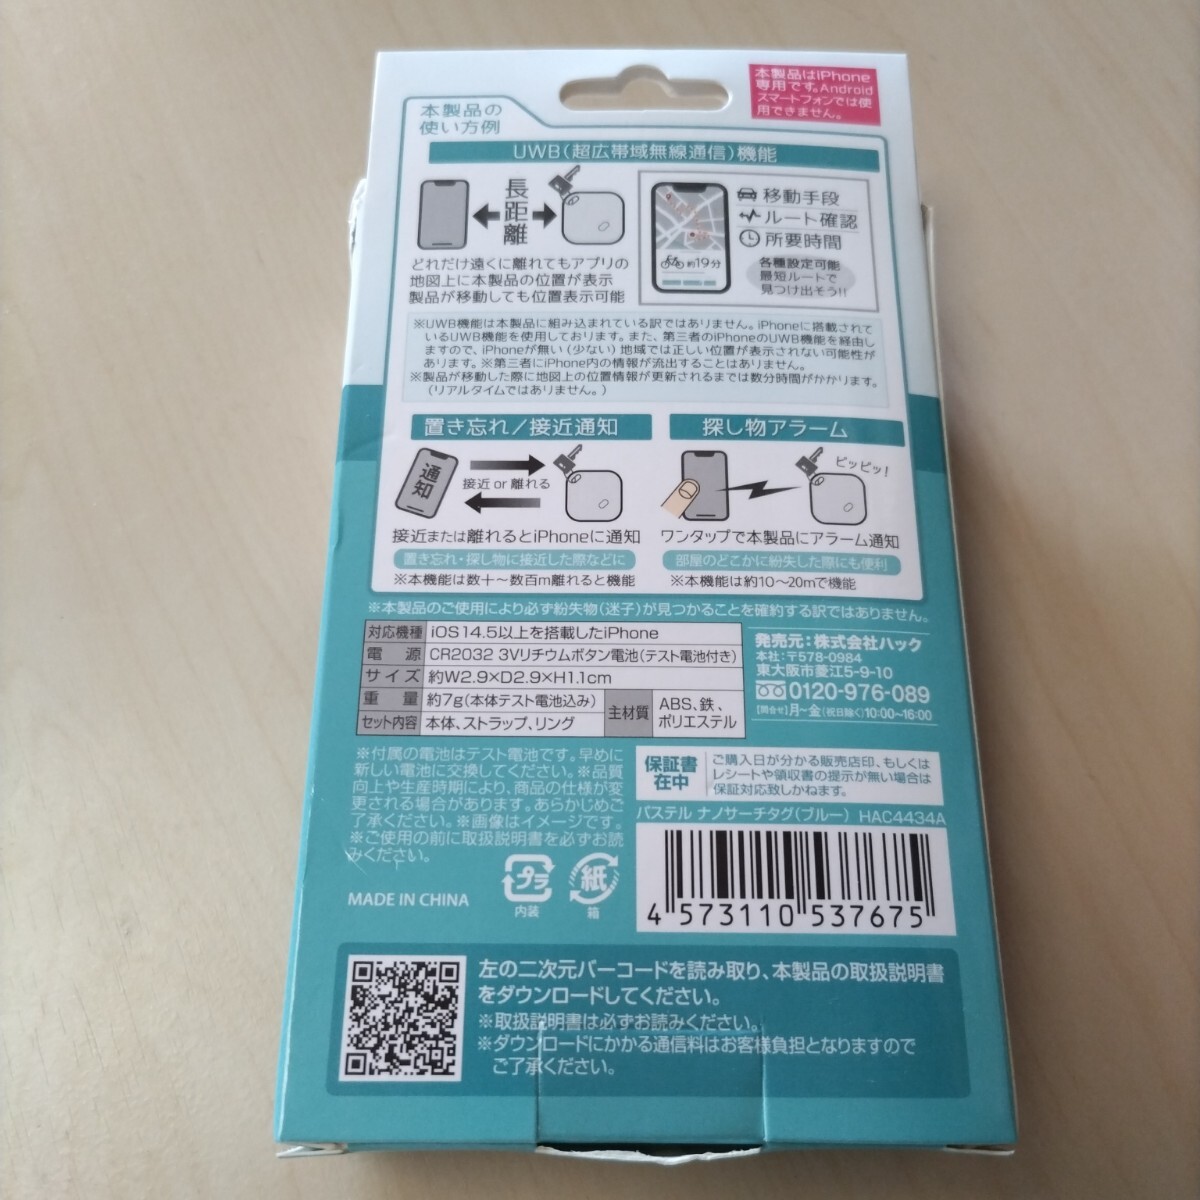 本製品はiPhone
専用です。Android
スマートフォンでは使
用できません。
本製品の
使い方例
UWB(超広帯域無線通信)機能
長距離
移動手段
ルート確認
所要時間
約19分
各種設定可能
最短ルートで
見つけ出そう!!
どれだけ遠くに離れてもアプリの
地図上に本製品の位置が表示
製品が移動しても位置表示可能
※UWB機能は本製品に組み込まれている訳ではありません。iPhoneに搭載されて
いるUWB機能を使用しております。また、第三者のiPhoneのUWB機能を経由し
ますので、iPhoneが無い(少ない)地域では正しい位置が表示されない可能性が
あります。※第三者にiPhone内の情報が流出することはありません。
※製品が移動した際に地図上の位置情報が更新されるまでは数分時間がかかります。
(リアルタイムではありません。)
置き忘れ/接近通知
通知
接近 or 離れる
接近または離れるとiPhoneに通知
置き忘れ・探し物に接近した際などに
※本機能は数十〜数百m離れると機能
探し物アラーム
ピッピッ!
ワンタップで本製品にアラーム通知
部屋のどこかに紛失した際にも便利
※本機能は約10〜20mで機能
※本製品のご使用により必ず紛失物(迷子)が見つかることを確約する訳ではありません。
対応機種 iOS14.5以上を搭載したiPhone
電源 CR2032 3Vリチウムボタン電池(テスト電池付き)
サイズ 約W2.9×D2.9×H1.1cm
重量 約7g(本体テスト電池込み) 主材質 ABS、鉄、
ポリエステル
セット内容 本体、ストラップ、リング
発売元:株式会社ハック
本社:〒578-0984
東大阪市菱江5-9-10
0120-976-089
【問合せ】月〜金(祝日除く)10:00〜16:00
※付属の電池はテスト電池です。早めに
新しい電池に交換してください。※品質
向上や生産時期により、商品の仕様が変
更される場合があります。あらかじめご
了承ください。※画像はイメージです。
※ご使用の前に取扱説明書を必ずお読
みください。
保証書
在中
ご購入日が分かる販売店印、もしくは
レシートや領収書の提示が無い場合は
保証対応致しかねます。
パステル ナノサーチタグ(ブルー) HAC4434A
MADE IN CHINA
プラ
内装
紙
箱
4 573110 537675
左の二次元バーコードを読み取り、本製品の取扱説明書
をダウンロードしてください。
※取扱説明書は必ずお読みください。
※ダウンロードにかかる通信料はお客様負担となりますので
ご了承ください。